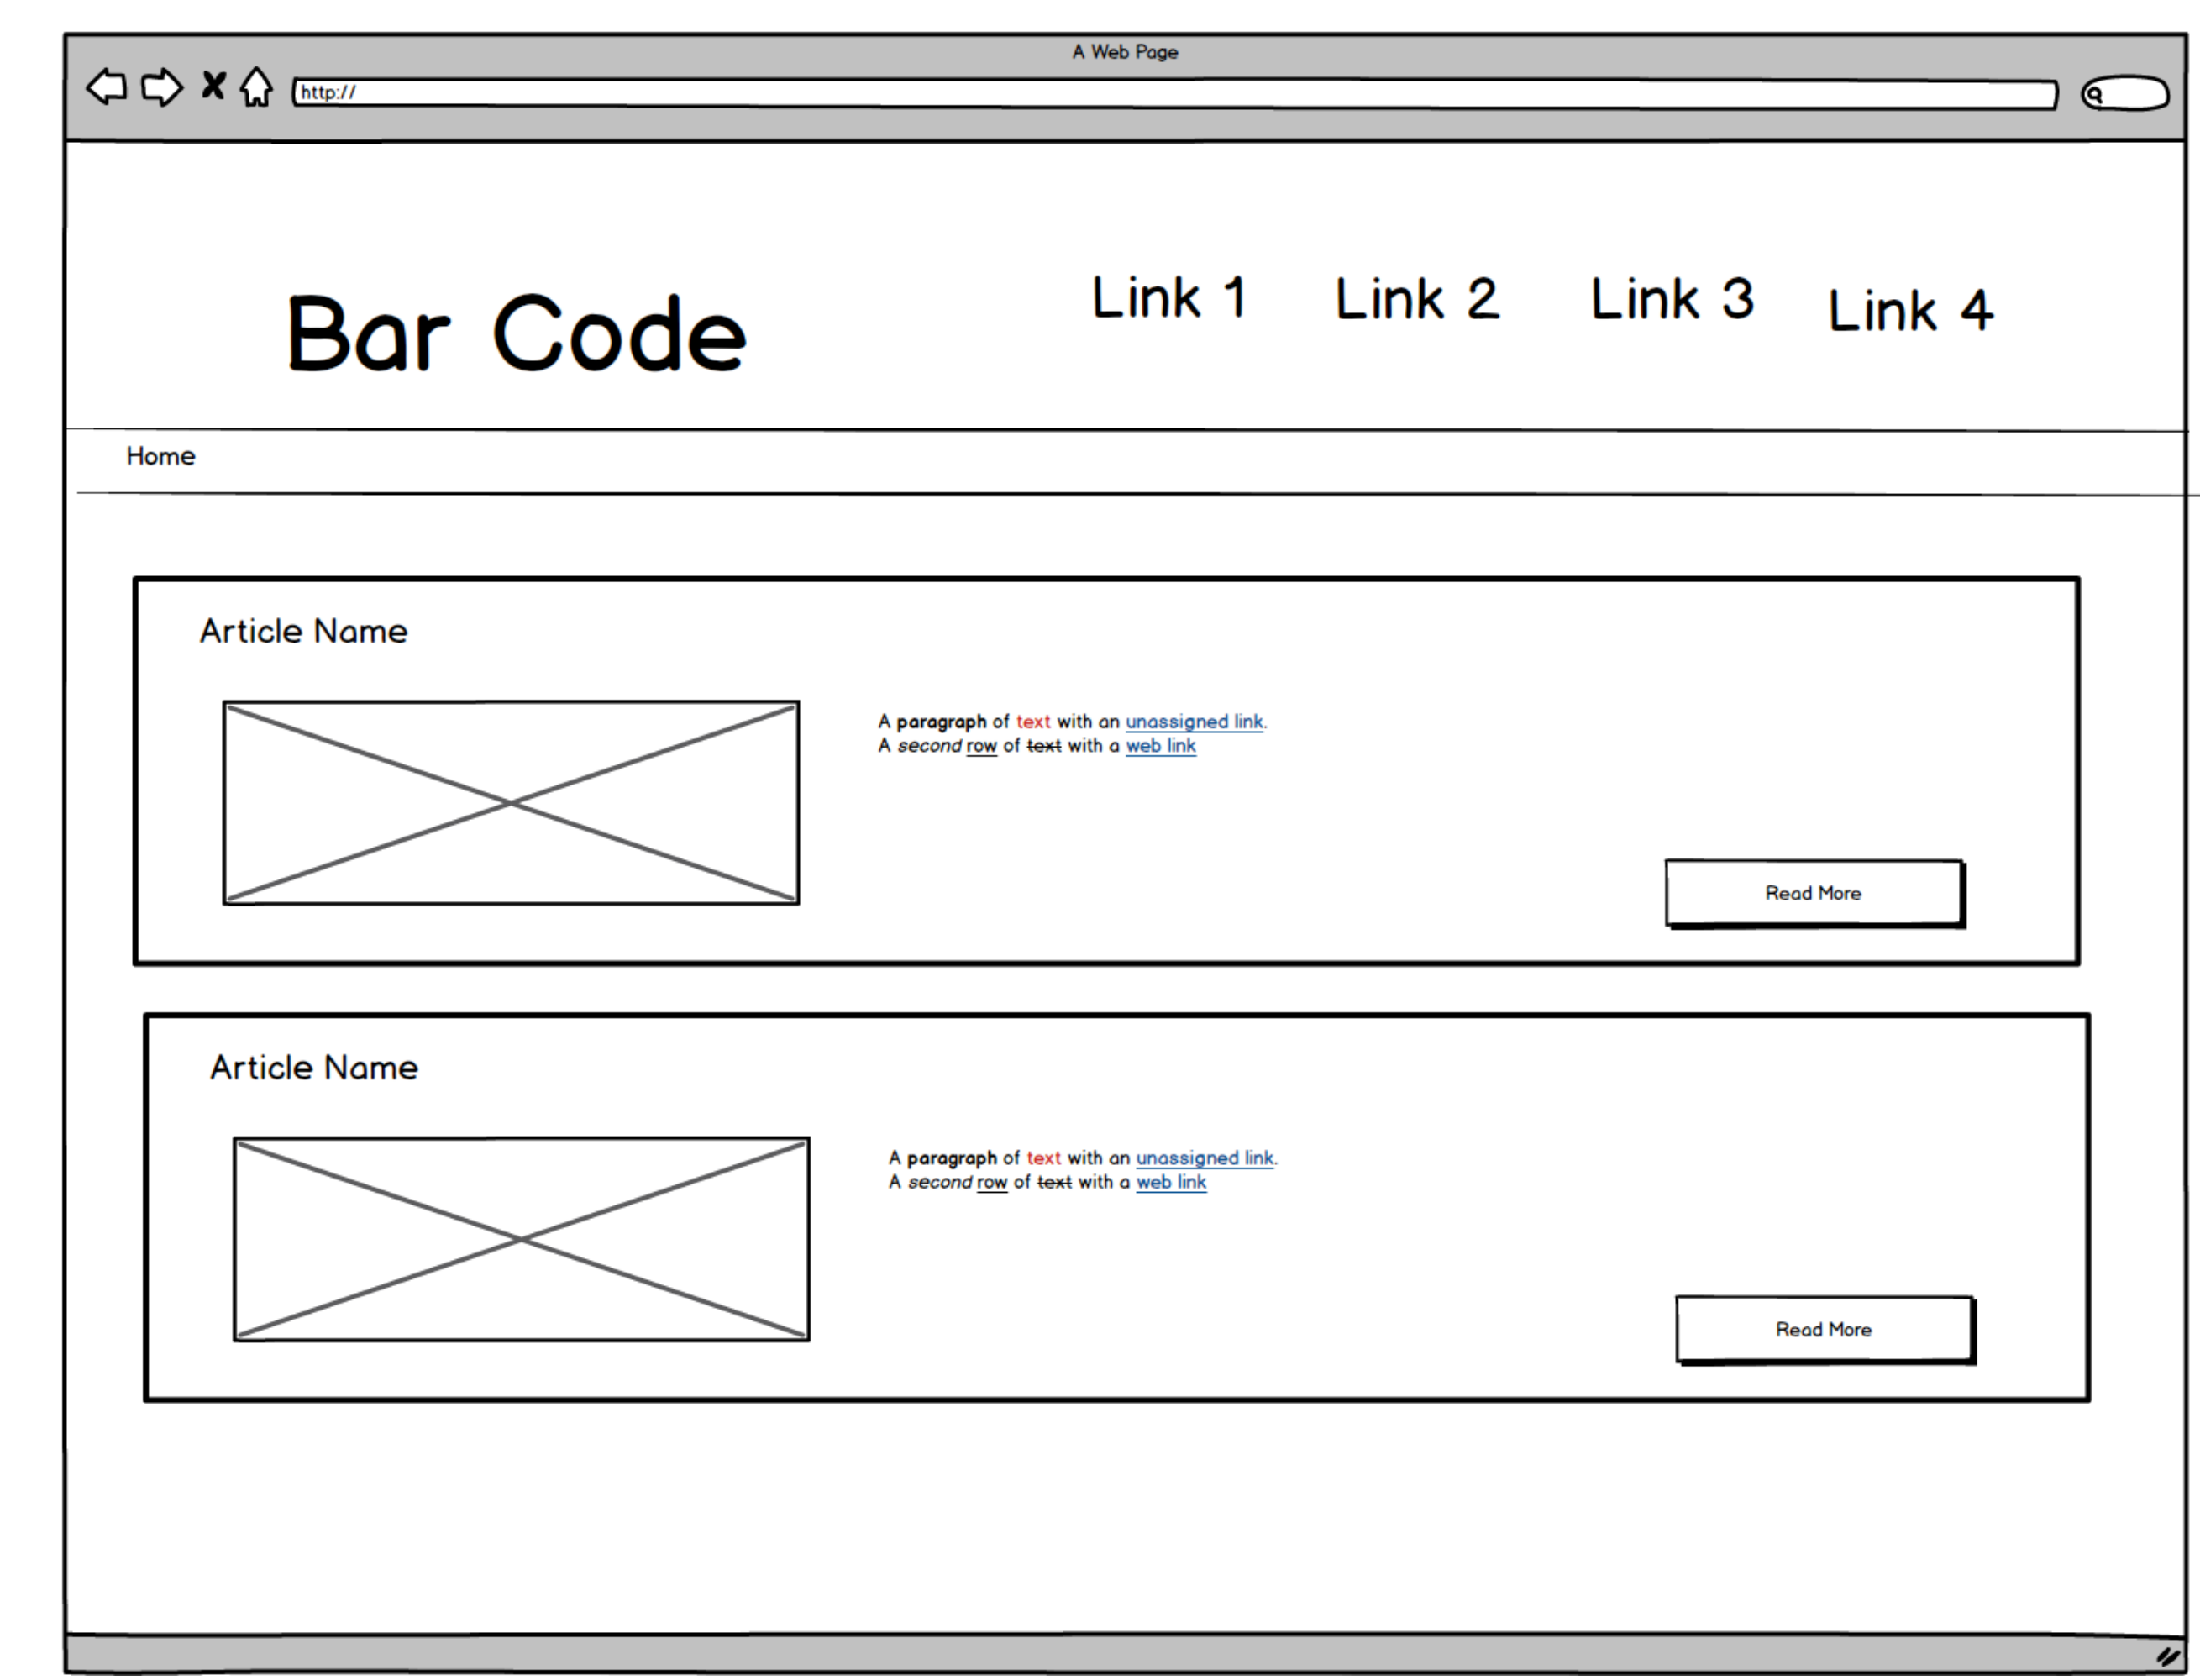 A Web Page
http://
Bar Code
Link 1 Link 2 Link 3 Link 4
Home
Article Name
A paragraph of text with an unassigned link.
A second row of text with a web link
Read More
Article Name
A paragraph of text with an unassigned link.
A second row of text with a web link
Read More